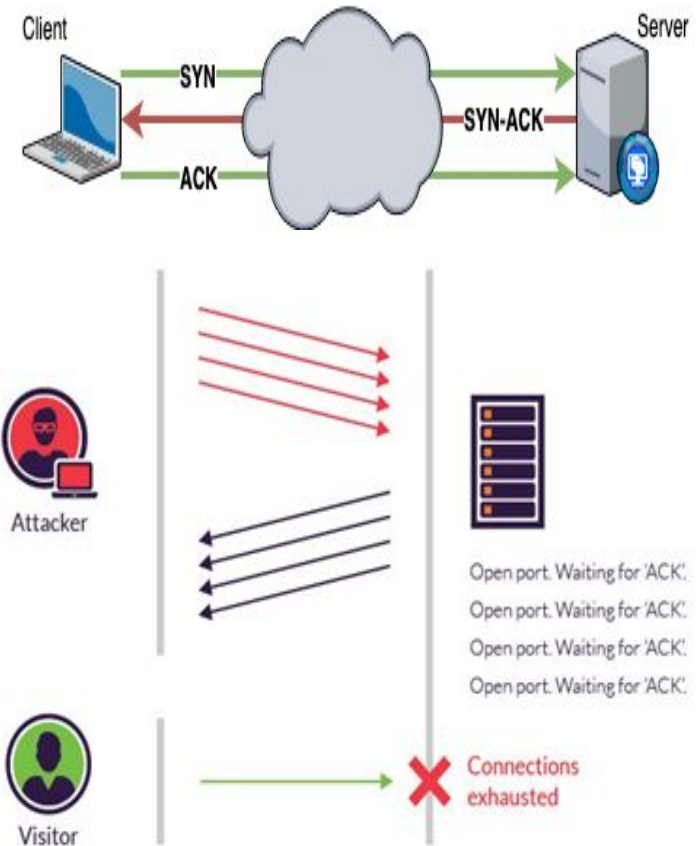 Client
Server
SYN
SYN-ACK
ACK
Attacker
Open port. Waiting for 'ACK'.
Open port. Waiting for 'ACK'.
Open port. Waiting for 'ACK'.
Open port. Waiting for 'ACK'.
Visitor
Connections
exhausted